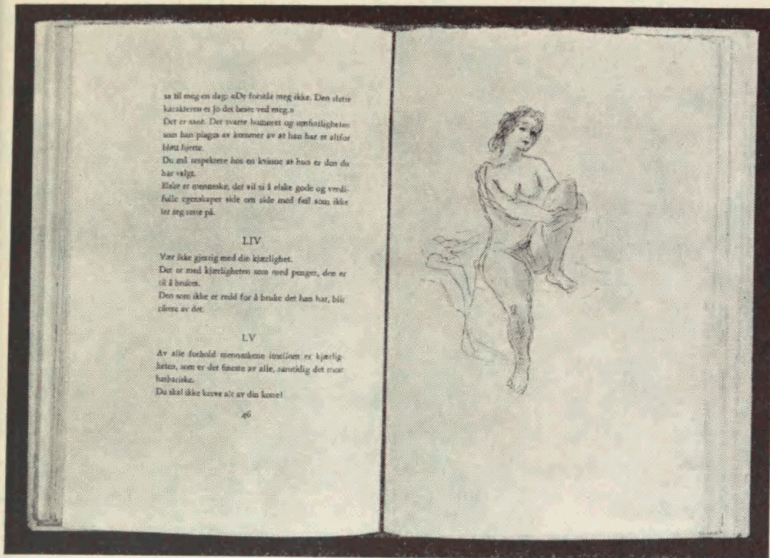 sa til meg en dag: «De forstår meg ikke. Den slette
karakteren er jo det beste ved meg.»
Det er sant. Det svarte humøret og
som han plages av kommer av at han har et altfor
bløtt hjerte.
Du må respektere hos en kvinne at hun er den du
har valgt.
Elske et menneske, det vil si å elske gode og verdi-
fulle egenskaper side om side med feil som ikke
lar seg rette på.
LIV
Vær ikke gjerrig med din kjærlighet.
Det er med kjærligheten som med penger, den er
til å brukes.
Den som ikke er redd for å bruke det han har, blir
av det.
LV
Av alle forhold menneskene imellom er kjærlig-
heten, som er det fineste av alle, samtidig det mest
barbariske.
Du skal ikke kreve alt av din kone!
46